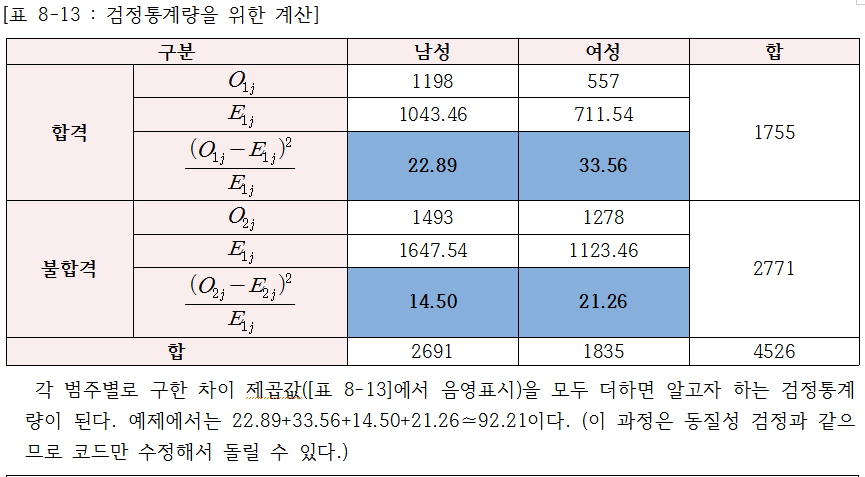 [표 8-13 : 검정통계량을 위한 계산]
구분 남성 여성 합
합격 O_{1j} 1198 557 1755
E_{1j} 1043.46 711.54
(O_{1j}-E_{1j})^2 / E_{1j} 22.89 33.56
불합격 O_{2j} 1493 1278 2771
E_{1j} 1647.54 1123.46
(O_{2j}-E_{2j})^2 / E_{1j} 14.50 21.26
합 2691 1835 4526
각 범주별로 구한 차이 제곱값([표 8-13]에서 음영표시)을 모두 더하면 알고자 하는 검정통계
량이 된다. 예제에서는 22.89+33.56+14.50+21.26≃92.21이다. (이 과정은 동질성 검정과 같으
므로 코드만 수정해서 돌릴 수 있다.)